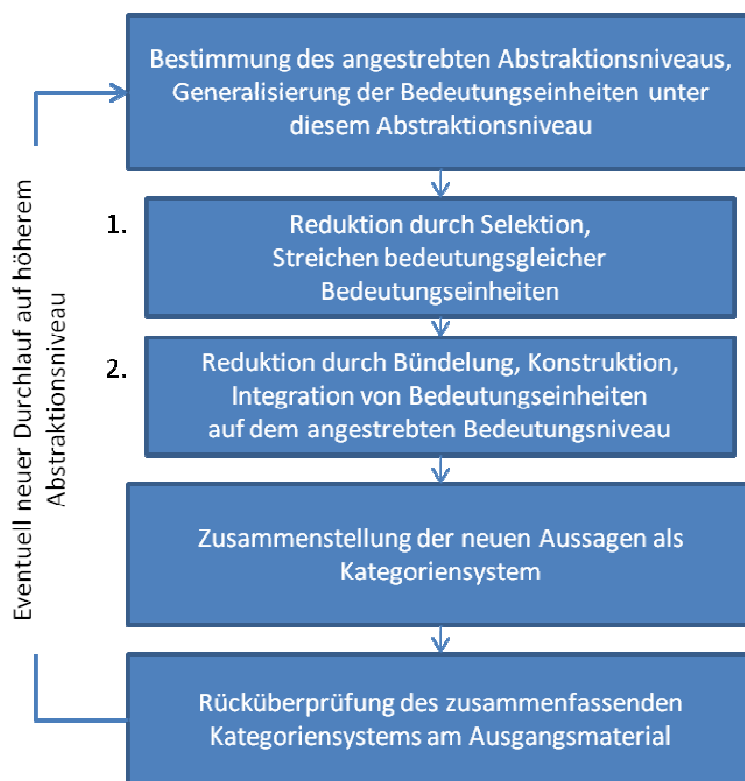 Bestimmung des angestrebten Abstraktionsniveaus,
Generalisierung der Bedeutungseinheiten unter
diesem Abstraktionsniveau
1.
Reduktion durch Selektion,
Streichen bedeutungsgleicher
Bedeutungseinheiten
2.
Reduktion durch Bündelung, Konstruktion,
Integration von Bedeutungseinheiten
auf dem angestrebten Bedeutungsniveau
Zusammenstellung der neuen Aussagen als
Kategoriensystem
Rücküberprüfung des zusammenfassenden
Kategoriensystems am Ausgangsmaterial
Eventuell neuer Durchlauf auf höherem
Abstraktionsniveau